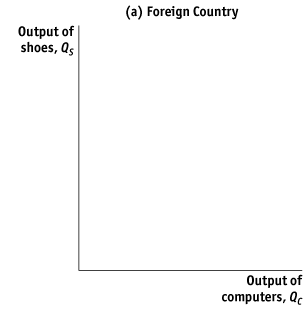 (a) Foreign Country
Output of
shoes, Qs
Output of
computers, Qc